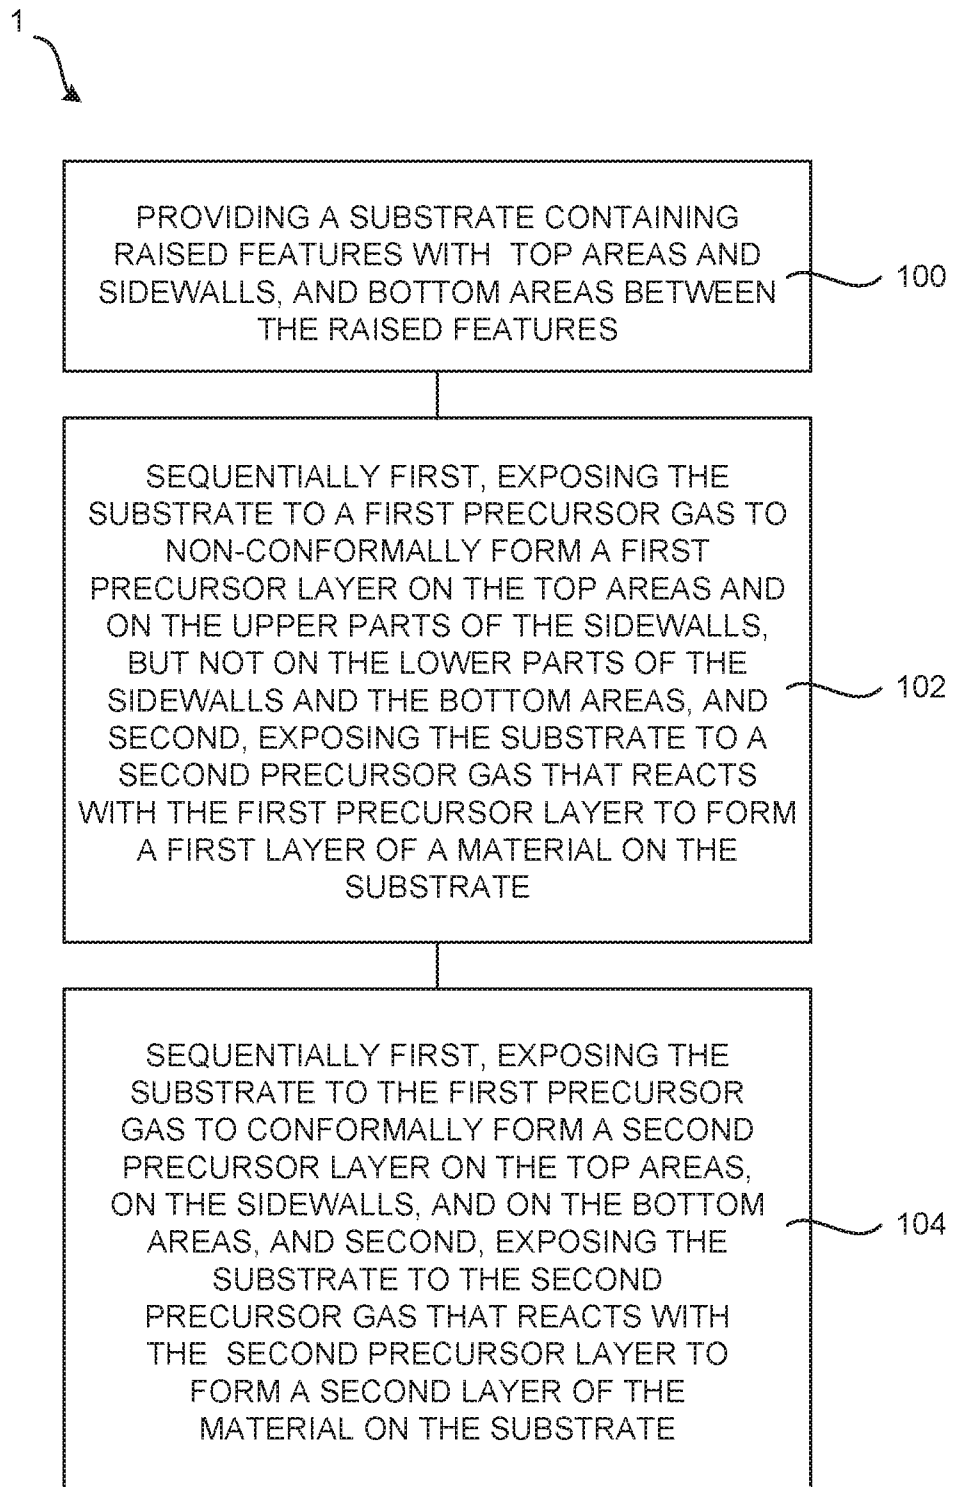 1
PROVIDING A SUBSTRATE CONTAINING
RAISED FEATURES WITH TOP AREAS AND
SIDEWALLS, AND BOTTOM AREAS BETWEEN
THE RAISED FEATURES
100
SEQUENTIALLY FIRST, EXPOSING THE
SUBSTRATE TO A FIRST PRECURSOR GAS TO
NON-CONFORMALLY FORM A FIRST
PRECURSOR LAYER ON THE TOP AREAS AND
ON THE UPPER PARTS OF THE SIDEWALLS,
BUT NOT ON THE LOWER PARTS OF THE
SIDEWALLS AND THE BOTTOM AREAS, AND
SECOND, EXPOSING THE SUBSTRATE TO A
SECOND PRECURSOR GAS THAT REACTS
WITH THE FIRST PRECURSOR LAYER TO FORM
A FIRST LAYER OF A MATERIAL ON THE
SUBSTRATE
102
SEQUENTIALLY FIRST, EXPOSING THE
SUBSTRATE TO THE FIRST PRECURSOR
GAS TO CONFORMALLY FORM A SECOND
PRECURSOR LAYER ON THE TOP AREAS,
ON THE SIDEWALLS, AND ON THE BOTTOM
AREAS, AND SECOND, EXPOSING THE
SUBSTRATE TO THE SECOND
PRECURSOR GAS THAT REACTS WITH
THE SECOND PRECURSOR LAYER TO
FORM A SECOND LAYER OF THE
MATERIAL ON THE SUBSTRATE
104